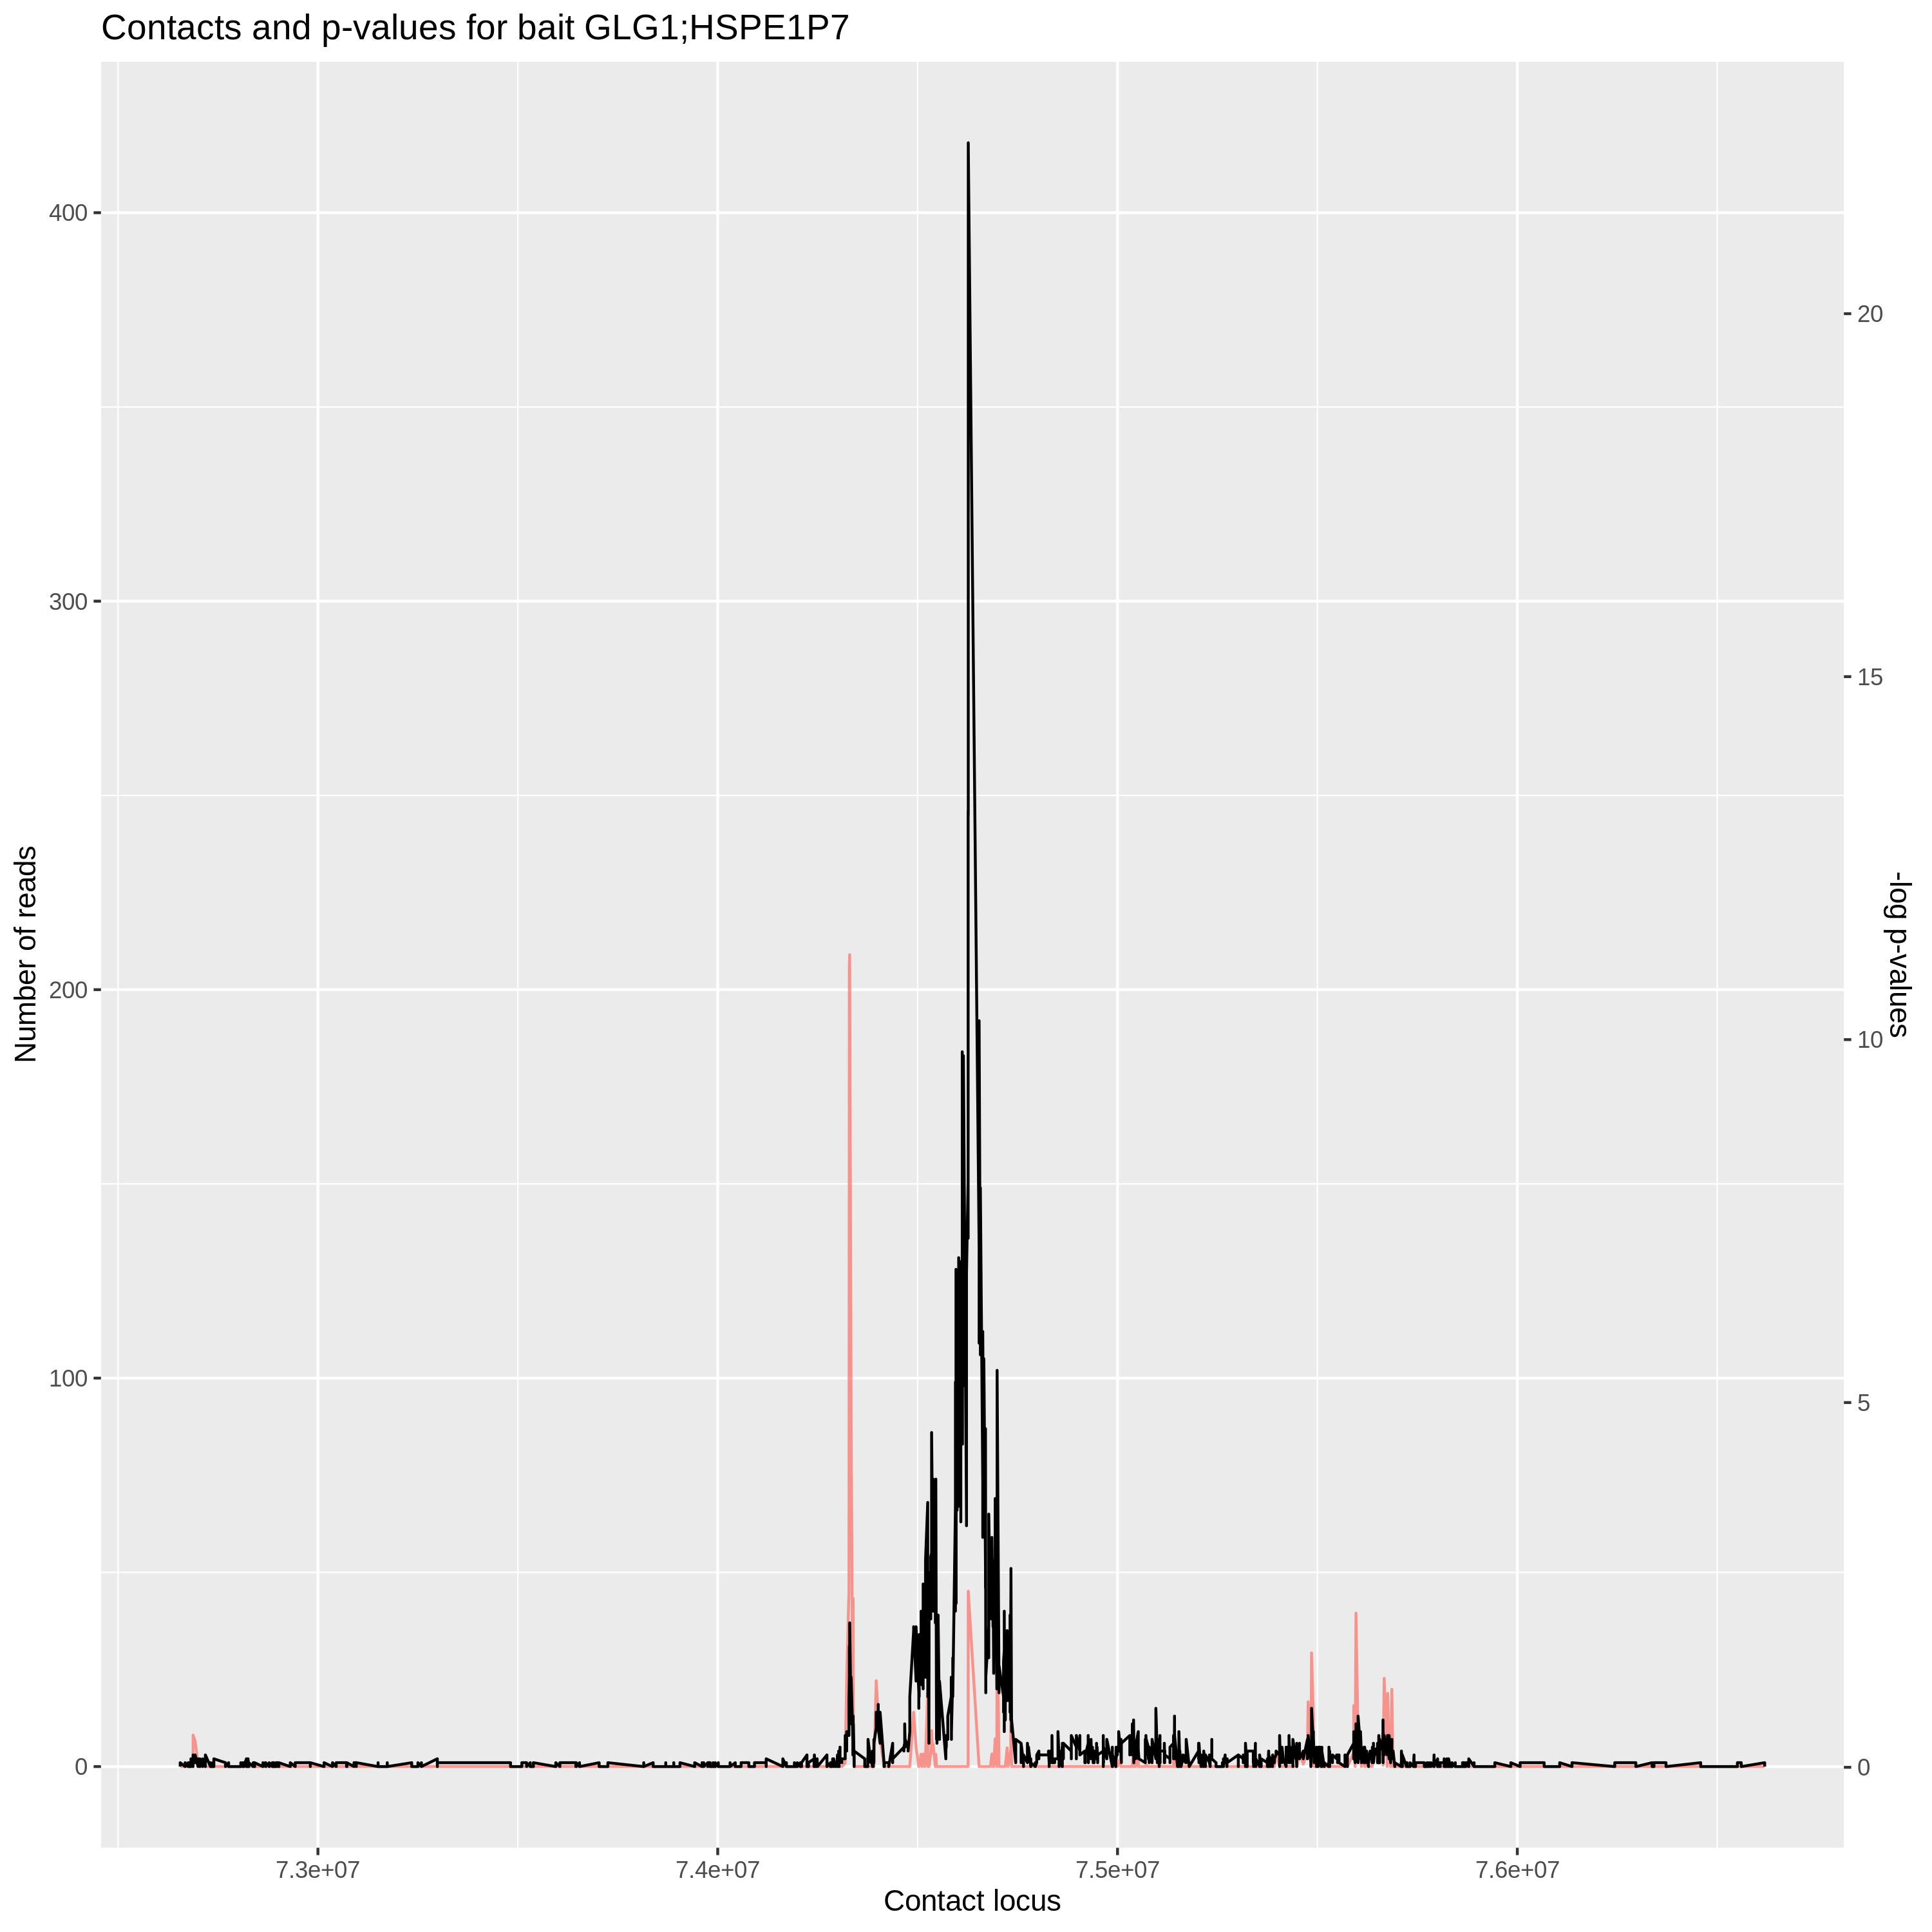 Contacts and p-values for bait GLG1;HSPE1P7
400
300
200
100
0
Number of reads
20
15
10
5
0
-log p-values
7.3e+07
7.4e+07
7.5e+07
7.6e+07
Contact locus